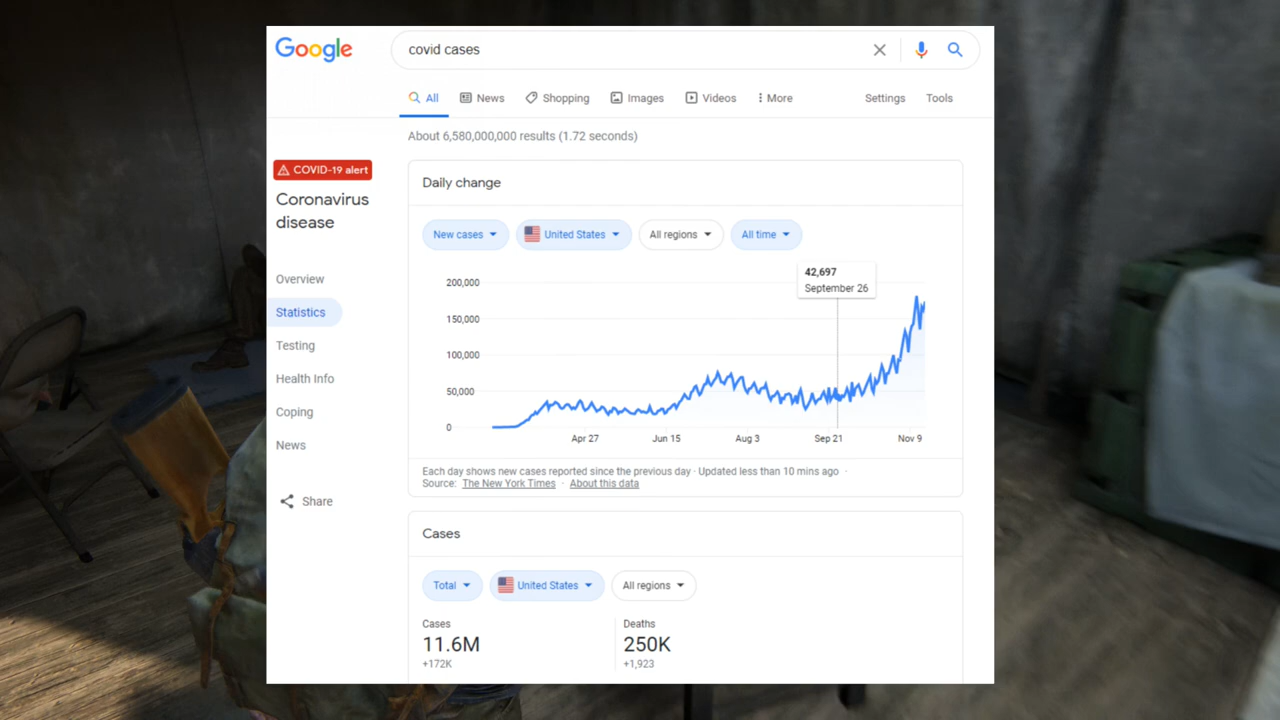 Google
covid cases
All
News
Shopping
Images
Videos
More
Settings
Tools
About 6,580,000,000 results (1.72 seconds)
COVID-19 alert
Coronavirus
disease
Overview
Statistics
Testing
Health Info
Coping
News
Share
Daily change
New cases
United States
All regions
All time
42,697
September 26
200,000
150,000
100,000
50,000
0
Apr 27
Jun 15
Aug 3
Sep 21
Nov 9
Each day shows new cases reported since the previous day · Updated less than 10 mins ago ·
Source: The New York Times · About this data
Cases
Total
United States
All regions
Cases
11.6M
+172K
Deaths
250K
+1,923